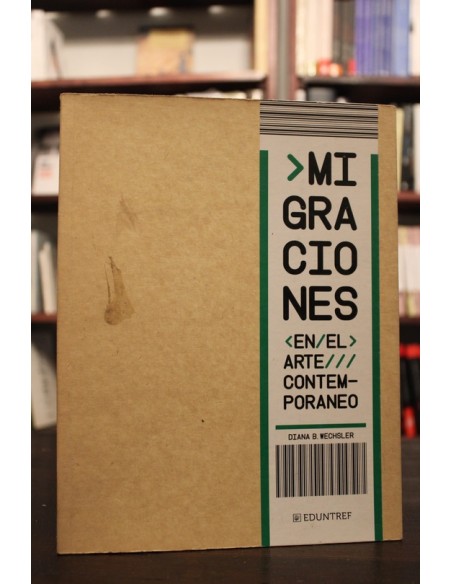 >MI
GRA
CIO
NES
<EN/EL>
ARTE///
CONTEM-
PORANEO
DIANA B. WECHSLER
EDUNTREF